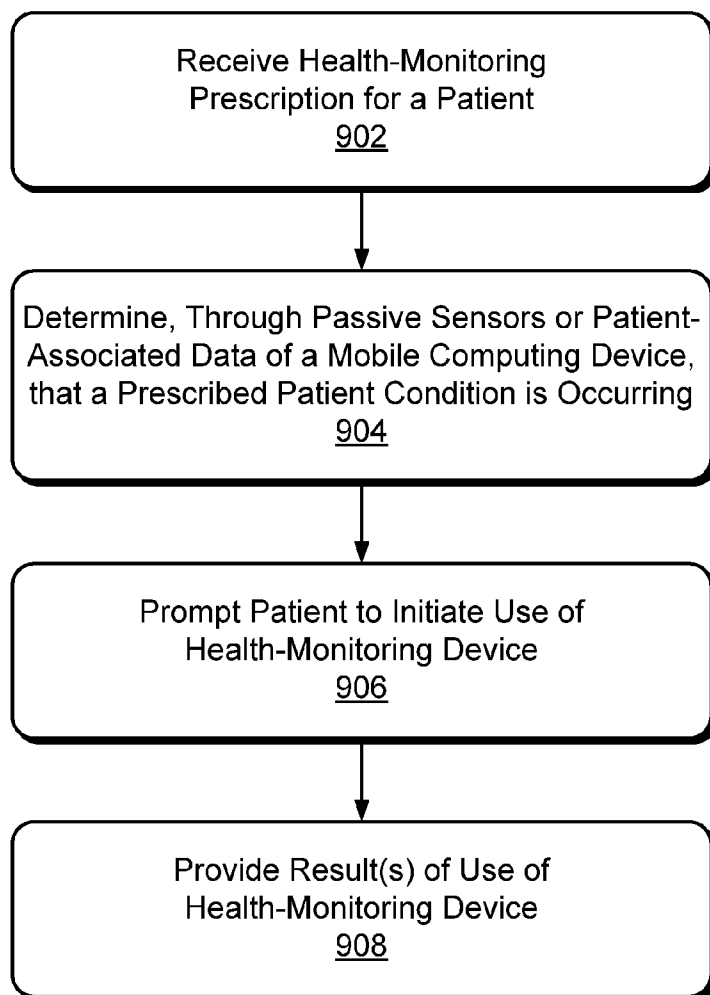 Receive Health-Monitoring
Prescription for a Patient
902
Determine, Through Passive Sensors or Patient-
Associated Data of a Mobile Computing Device,
that a Prescribed Patient Condition is Occurring
904
Prompt Patient to Initiate Use of
Health-Monitoring Device
906
Provide Result(s) of Use of
Health-Monitoring Device
908